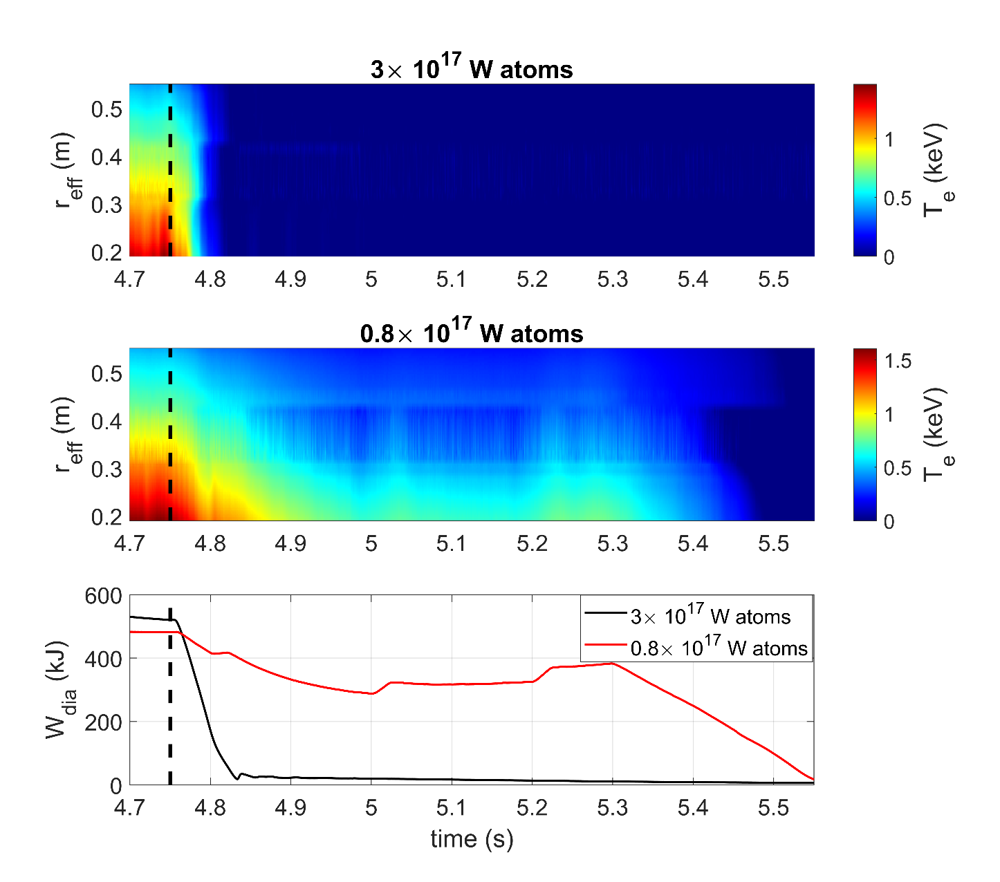 3× 10^17 W atoms
r_eff (m)
0.5
0.4
0.3
0.2
4.7 4.8 4.9 5 5.1 5.2 5.3 5.4 5.5
1
0.5
0
T_e (keV)
0.8× 10^17 W atoms
r_eff (m)
0.5
0.4
0.3
0.2
4.7 4.8 4.9 5 5.1 5.2 5.3 5.4 5.5
1.5
1
0.5
0
T_e (keV)
W_dia (kJ)
600
400
200
0
3× 10^17 W atoms
0.8× 10^17 W atoms
4.7 4.8 4.9 5 5.1 5.2 5.3 5.4 5.5
time (s)